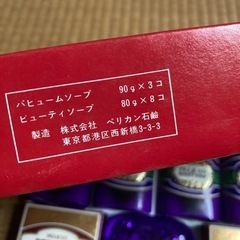 パヒュームソープ 90g×3コ
ビューティソープ 80g×8コ
製造 株式会社 ペリカン石鹸
東京都港区西新橋3-3-3